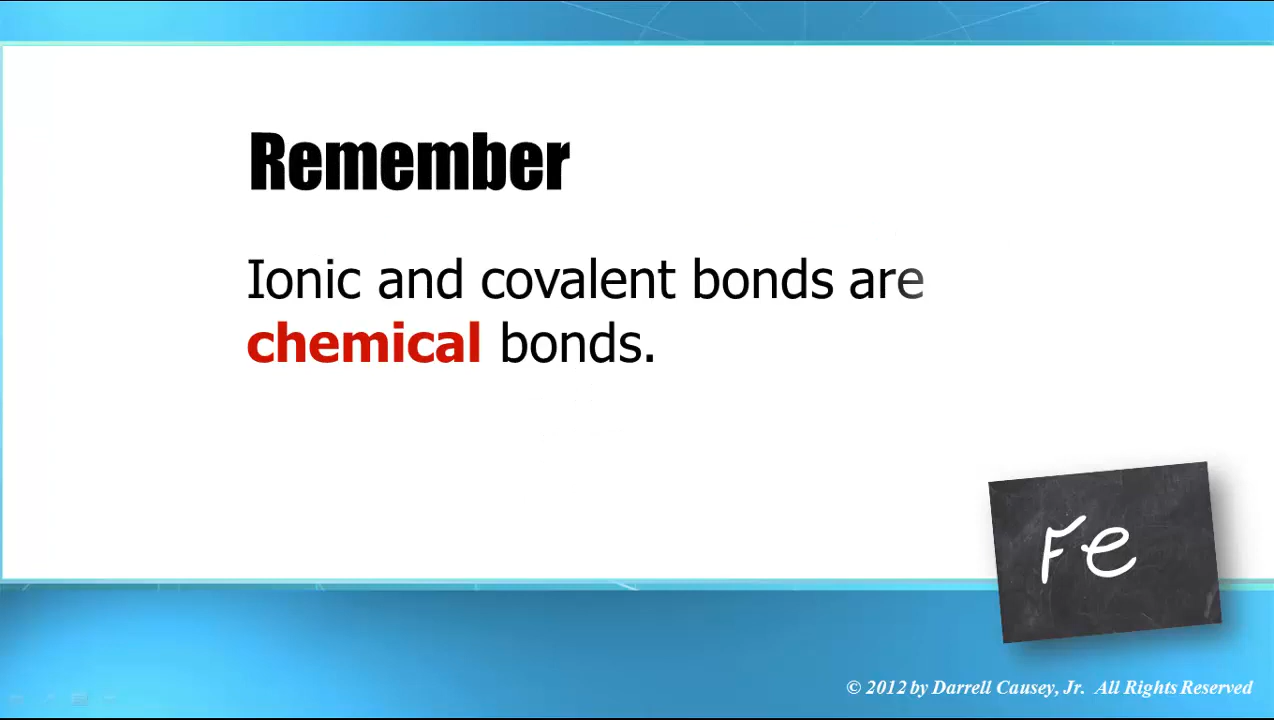 Remember
Ionic and covalent bonds are
chemical bonds.
Fe
© 2012 by Darrell Causey, Jr. All Rights Reserved